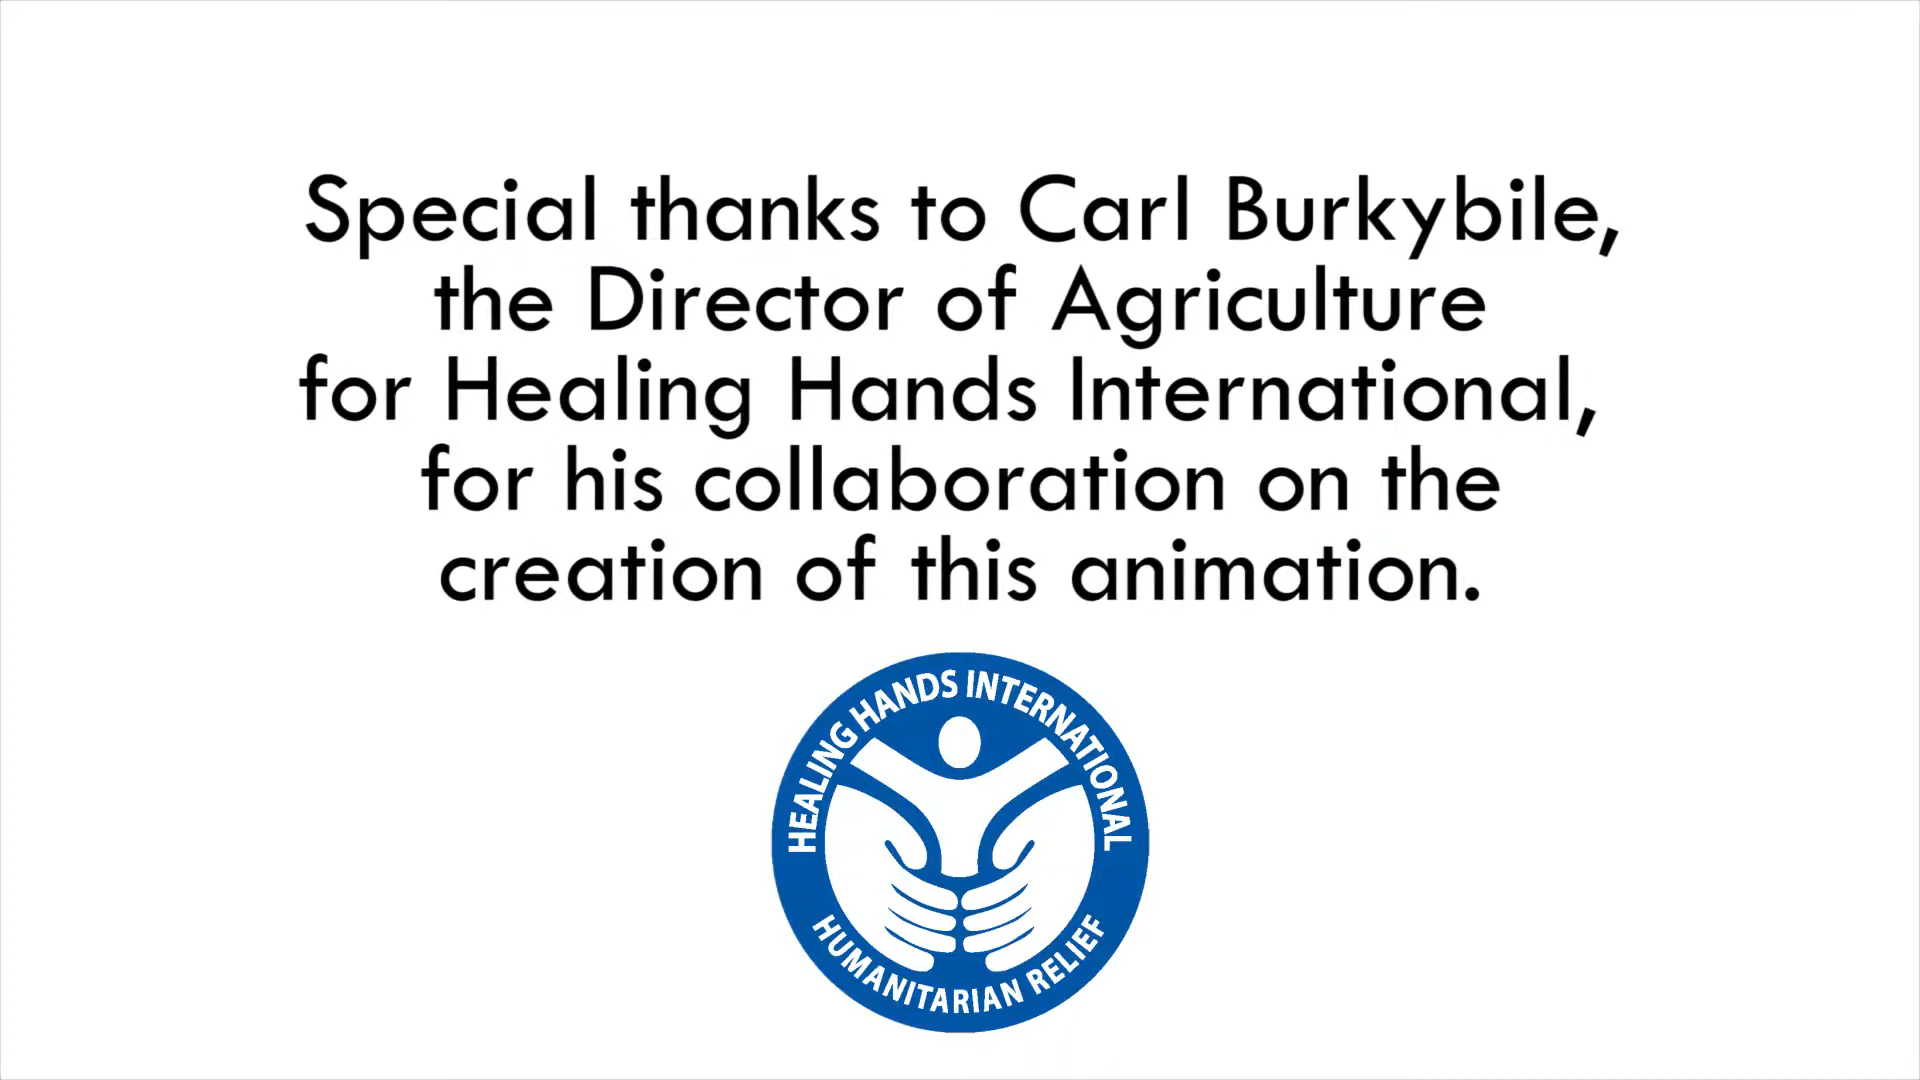 Special thanks to Carl Burkybile,
the Director of Agriculture
for Healing Hands International,
for his collaboration on the
creation of this animation.
HEALING HANDS INTERNATIONAL
HUMANITARIAN RELIEF